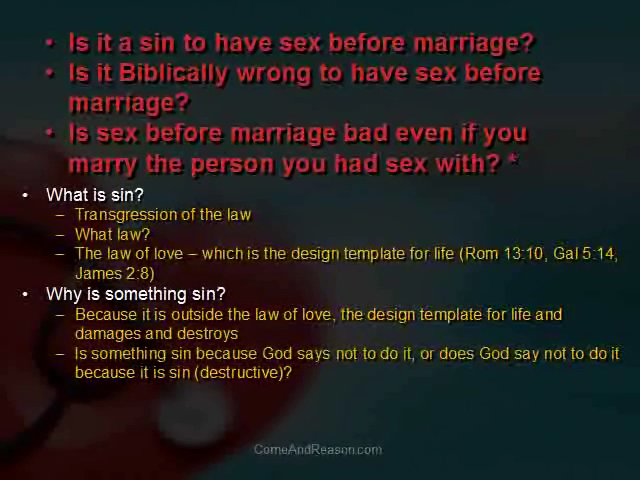 • Is it a sin to have sex before marriage?
• Is it Biblically wrong to have sex before
marriage?
• Is sex before marriage bad even if you
marry the person you had sex with? *
• What is sin?
– Transgression of the law
– What law?
– The law of love – which is the design template for life (Rom 13:10, Gal 5:14,
James 2:8)
• Why is something sin?
– Because it is outside the law of love, the design template for life and
damages and destroys
– Is something sin because God says not to do it, or does God say not to do it
because it is sin (destructive)?
ComeAndReason.com